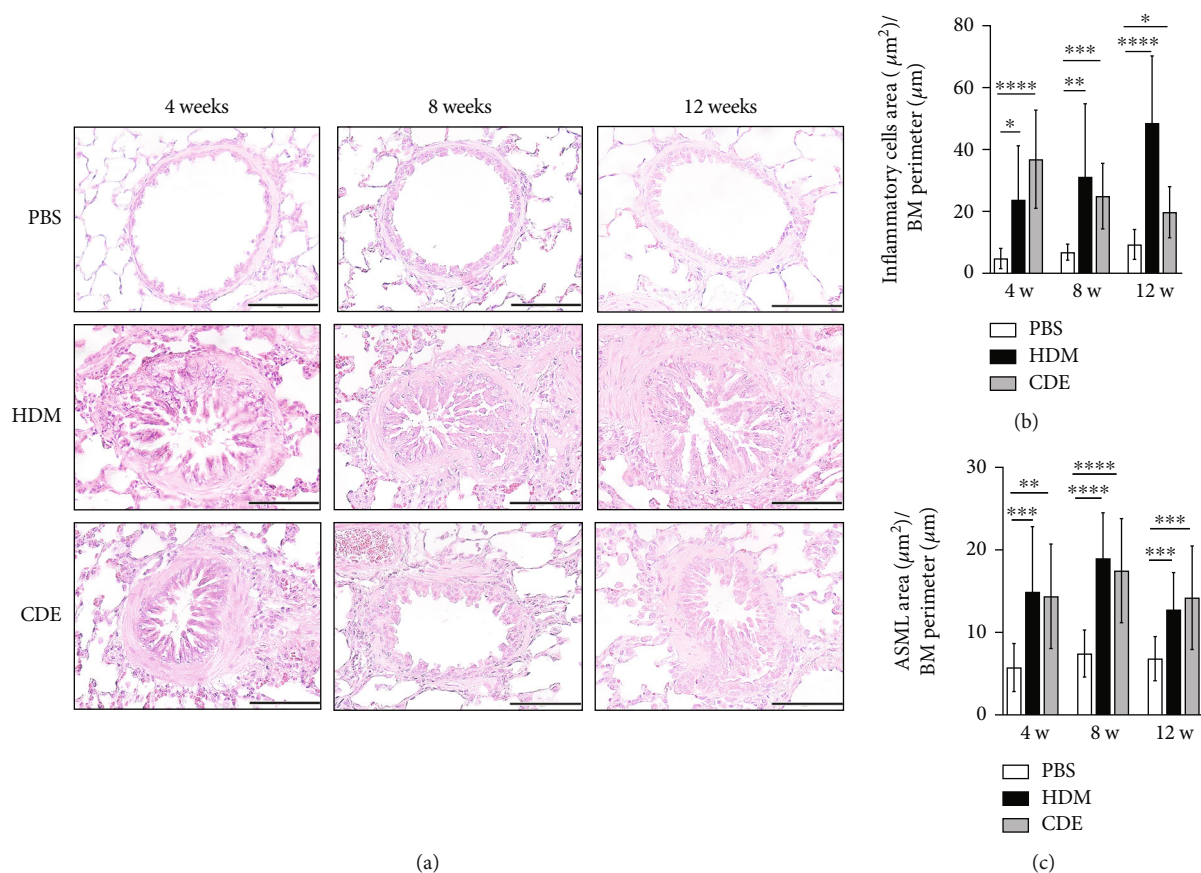 4 weeks
8 weeks
12 weeks
PBS
HDM
CDE
(a)
Inflammatory cells area ( μm²)/
BM perimeter (μm)
80
60
40
20
0
****
*
***
**
*
****
4 w
8 w
12 w
PBS
HDM
CDE
(b)
ASML area (μm²)/
BM perimeter (μm)
30
20
10
0
**
***
****
****
***
***
4 w
8 w
12 w
PBS
HDM
CDE
(c)